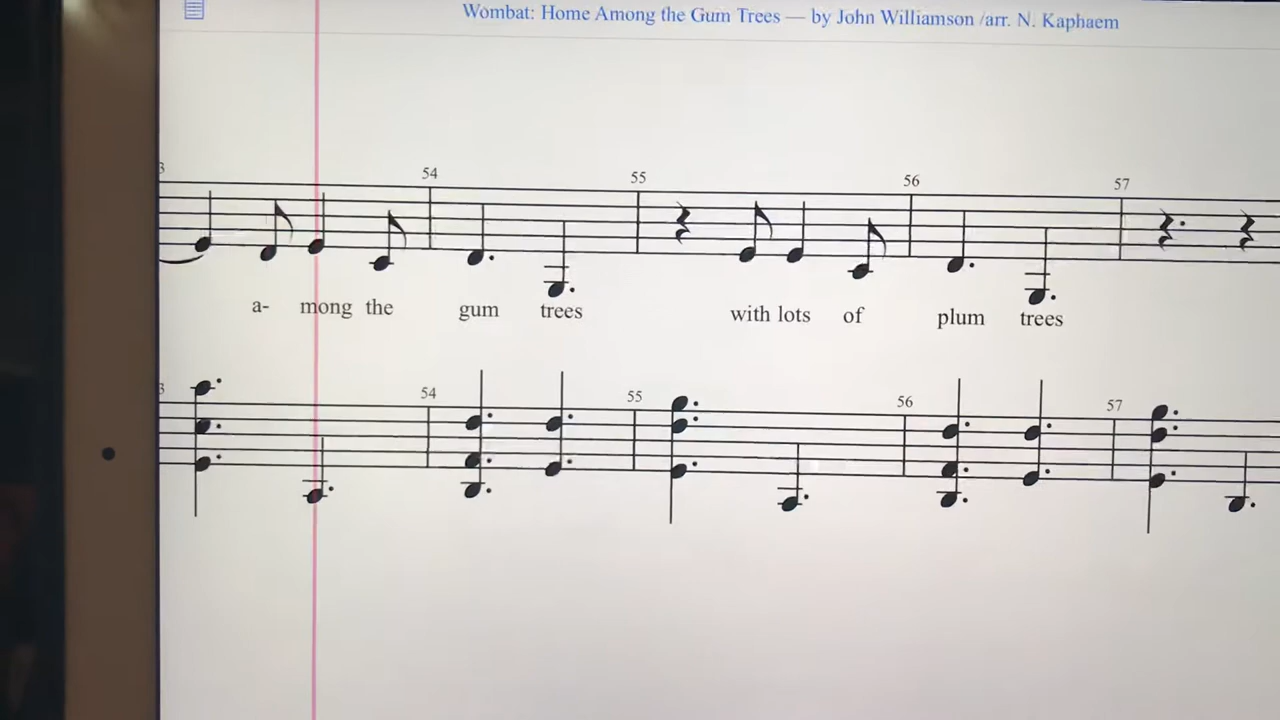 Wombat: Home Among the Gum Trees — by John Williamson /arr. N. Kaphaem
54 55 56 57
a- mong the gum trees with lots of plum trees
54 55 56 57